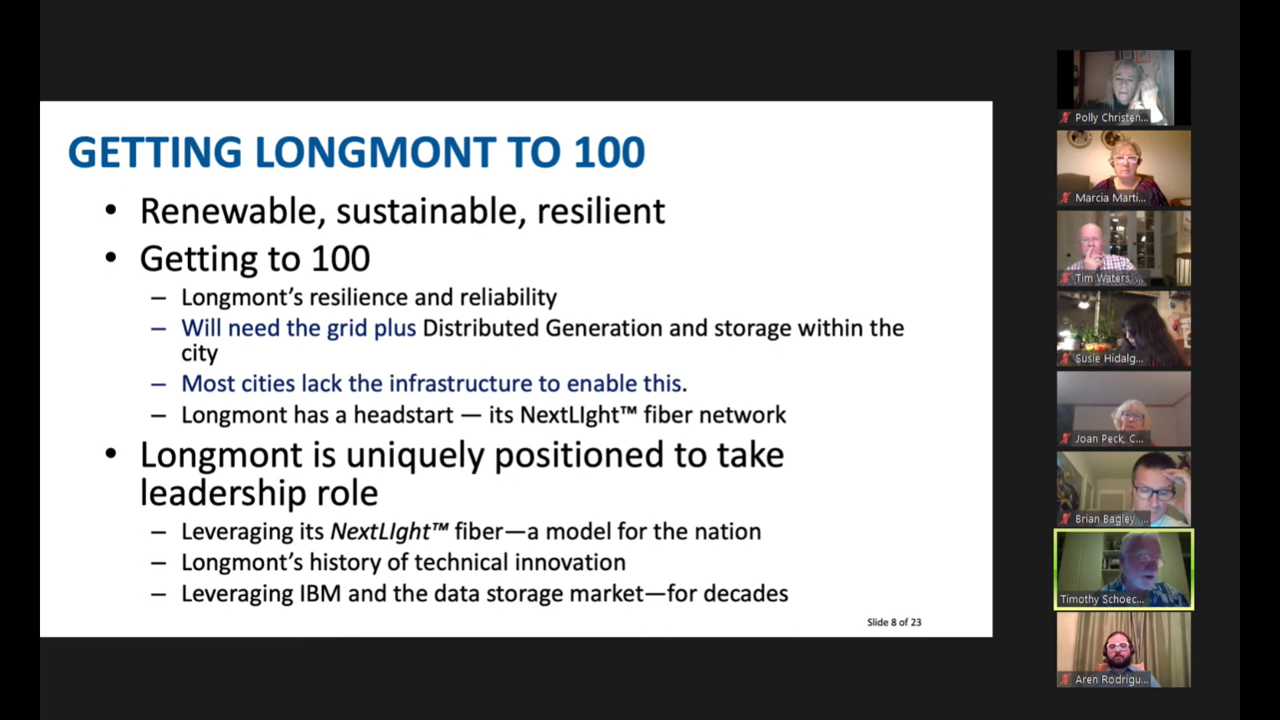 GETTING LONGMONT TO 100
• Renewable, sustainable, resilient
• Getting to 100
– Longmont's resilience and reliability
– Will need the grid plus Distributed Generation and storage within the
city
– Most cities lack the infrastructure to enable this.
– Longmont has a headstart — its NextLIght™ fiber network
• Longmont is uniquely positioned to take
leadership role
– Leveraging its NextLIght™ fiber—a model for the nation
– Longmont's history of technical innovation
– Leveraging IBM and the data storage market—for decades
Slide 8 of 23
Polly Christen...
Marcia Marti...
Tim Waters, ...
Susie Hidalg...
Joan Peck, C...
Brian Bagley, ...
Timothy Schoec...
Aren Rodrigu...